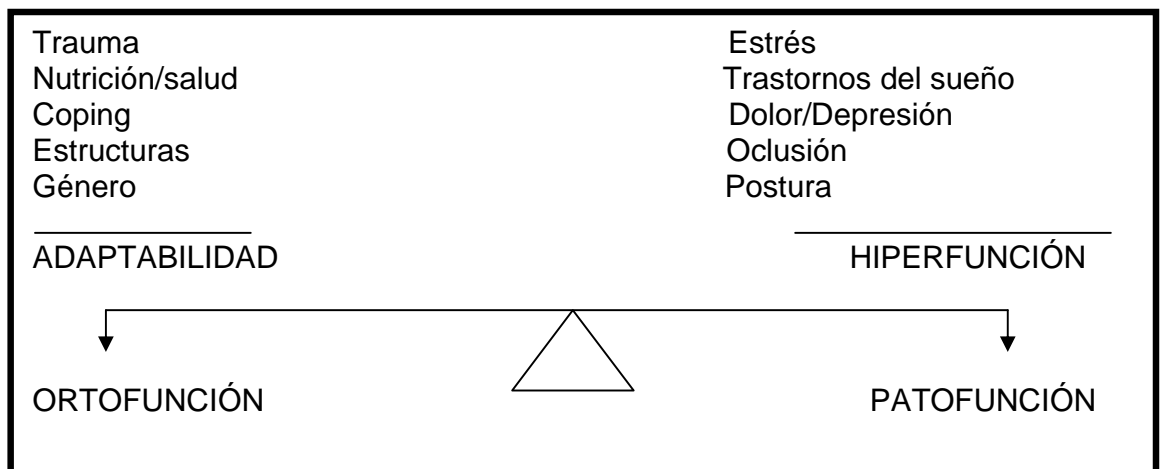 Trauma Estrés
Nutrición/salud Trastornos del sueño
Coping Dolor/Depresión
Estructuras Oclusión
Género Postura
ADAPTABILIDAD HIPERFUNCIÓN
ORTOFUNCIÓN PATOFUNCIÓN